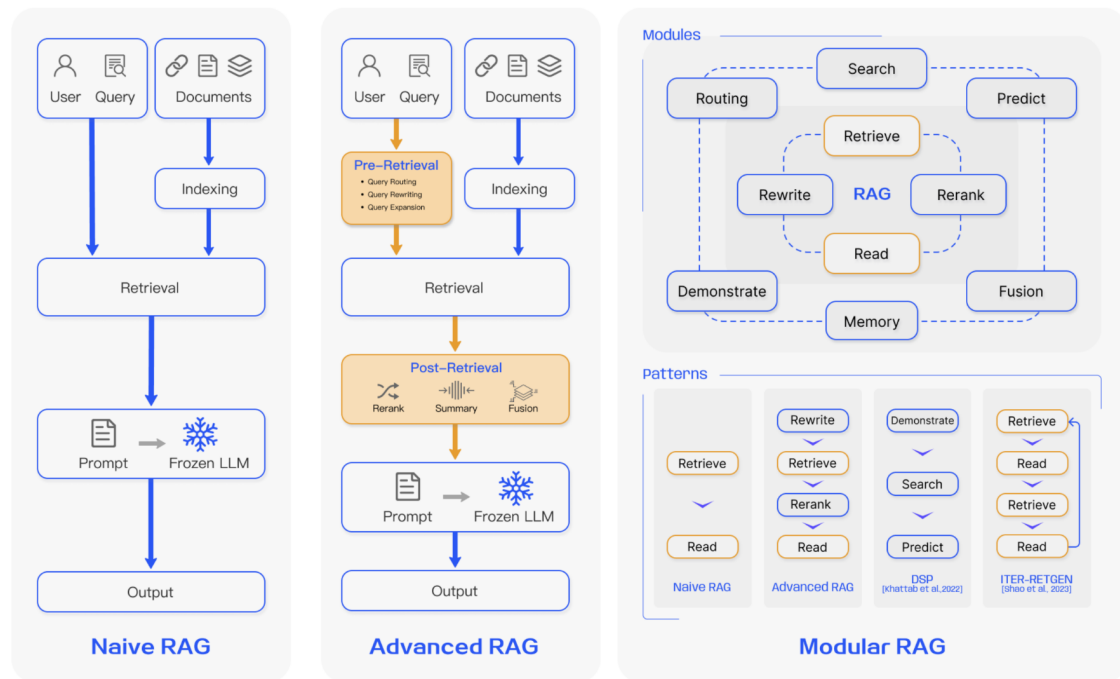 User Query
Documents
Indexing
Retrieval
Prompt
Frozen LLM
Output
Naive RAG
User Query
Documents
Pre-Retrieval
• Query Routing
• Query Rewriting
• Query Expansion
Indexing
Retrieval
Post-Retrieval
Rerank
Summary
Fusion
Prompt
Frozen LLM
Output
Advanced RAG
Modules
Search
Routing
Predict
Retrieve
Rewrite
RAG
Rerank
Read
Demonstrate
Fusion
Memory
Patterns
Retrieve
Read
Naive RAG
Rewrite
Retrieve
Rerank
Read
Advanced RAG
Demonstrate
Search
Predict
DSP
[Khattab et al.,2022]
Retrieve
Read
Retrieve
Read
ITER-RETGEN
[Shao et al., 2023]
Modular RAG